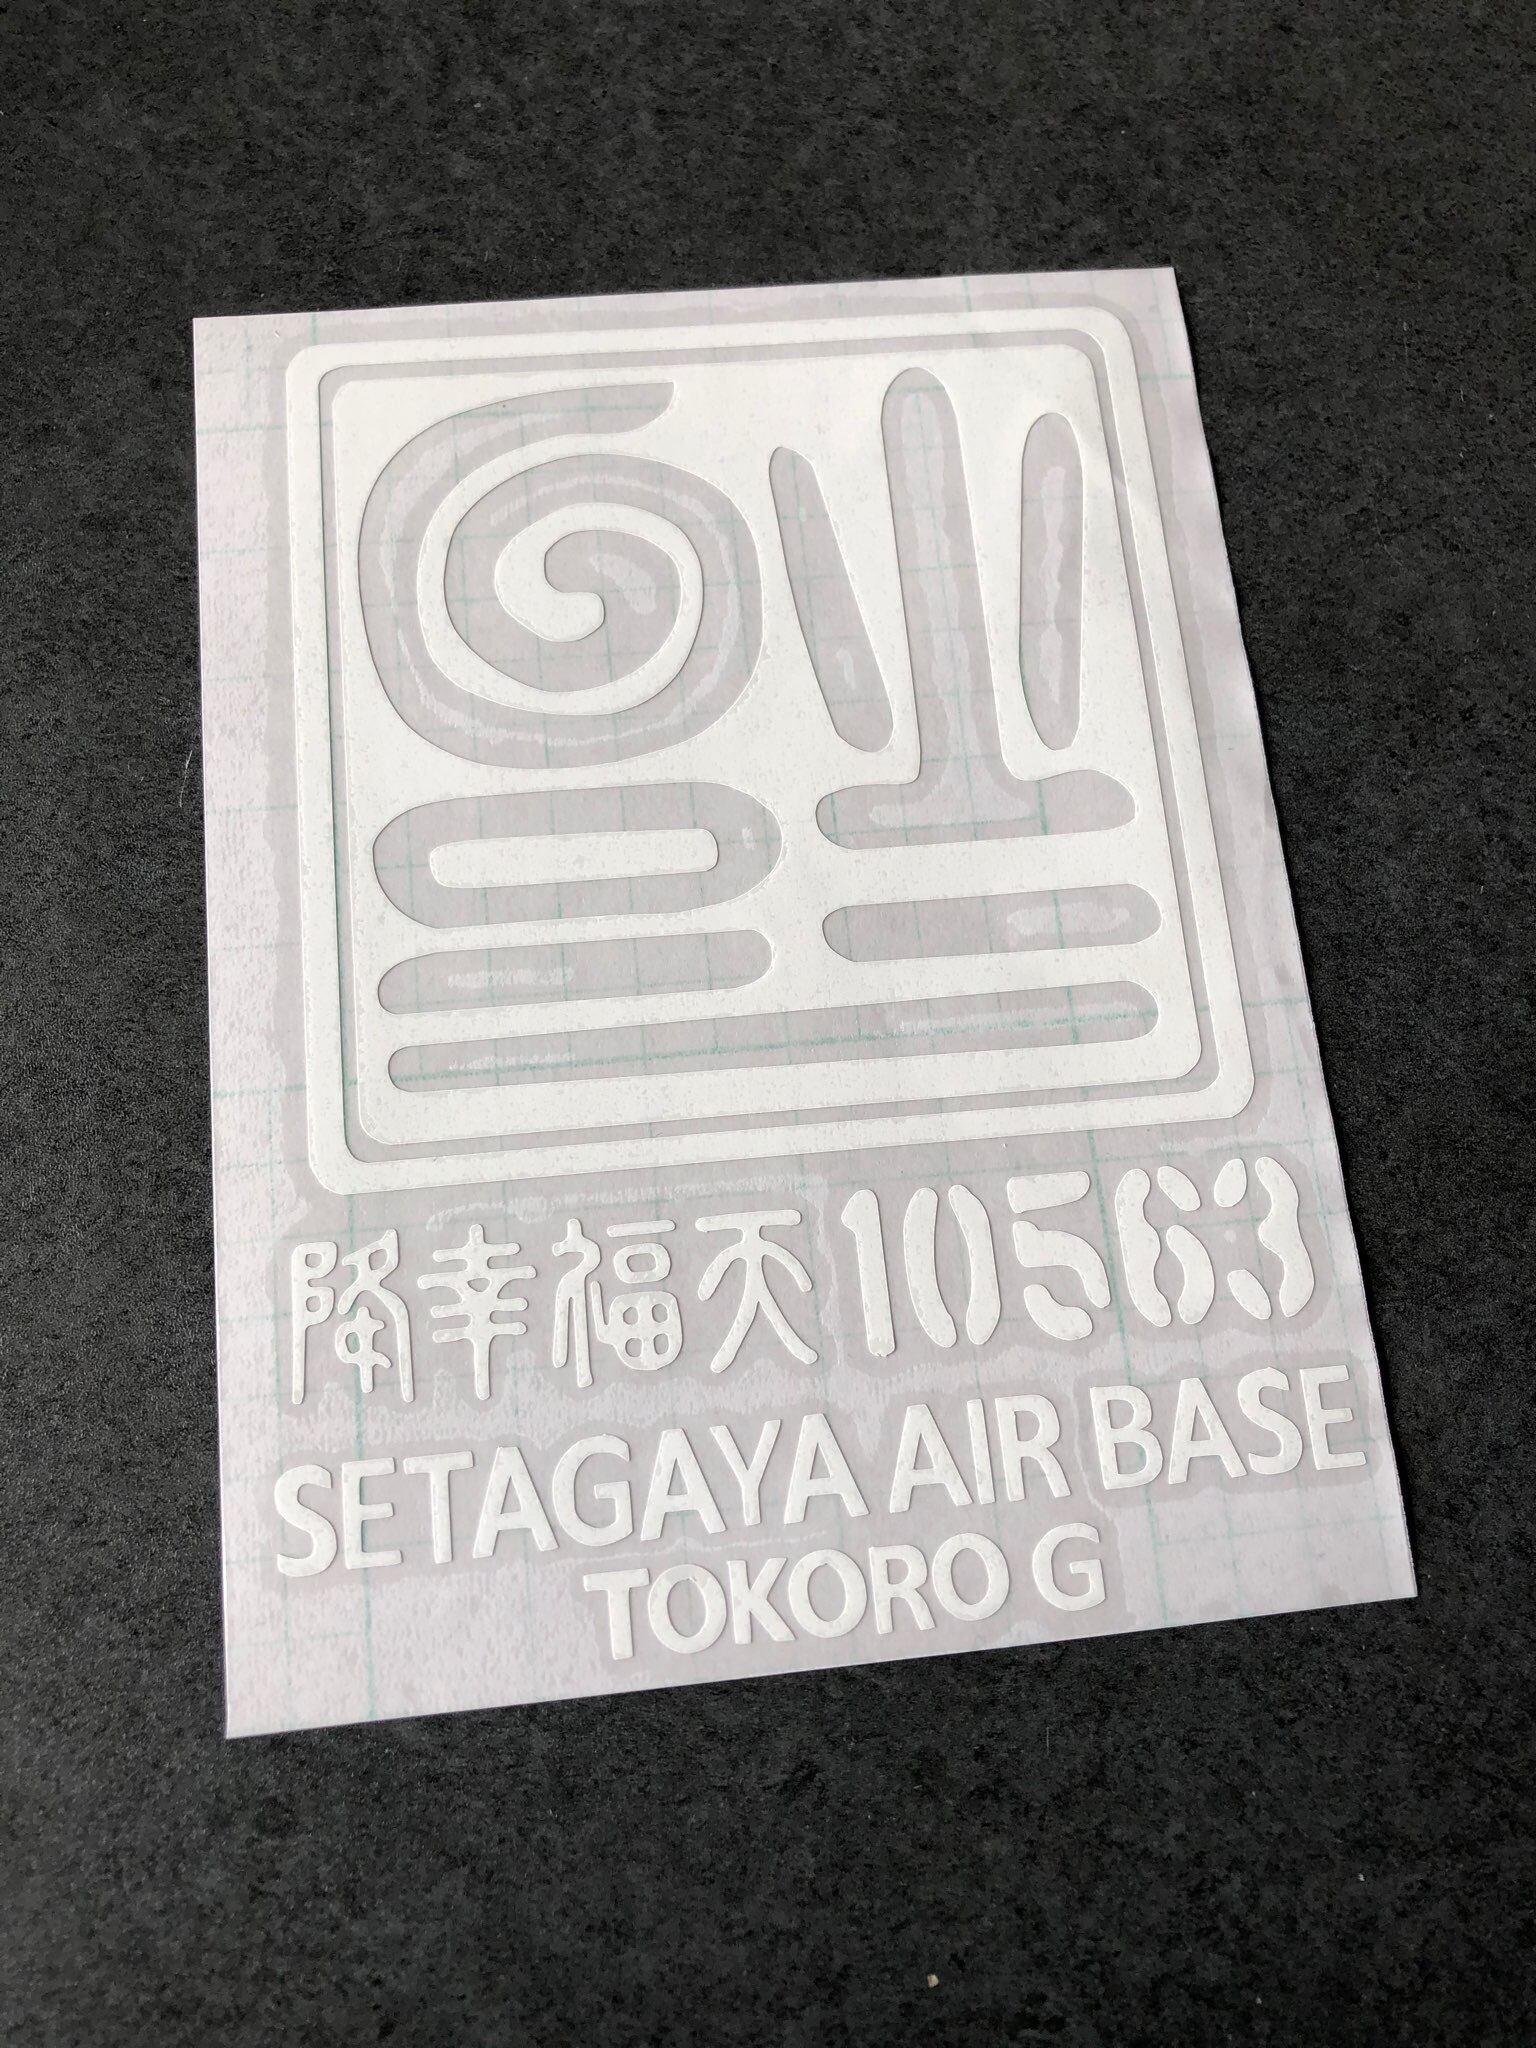 降幸福天10563
SETAGAYA AIR BASE
TOKORO G